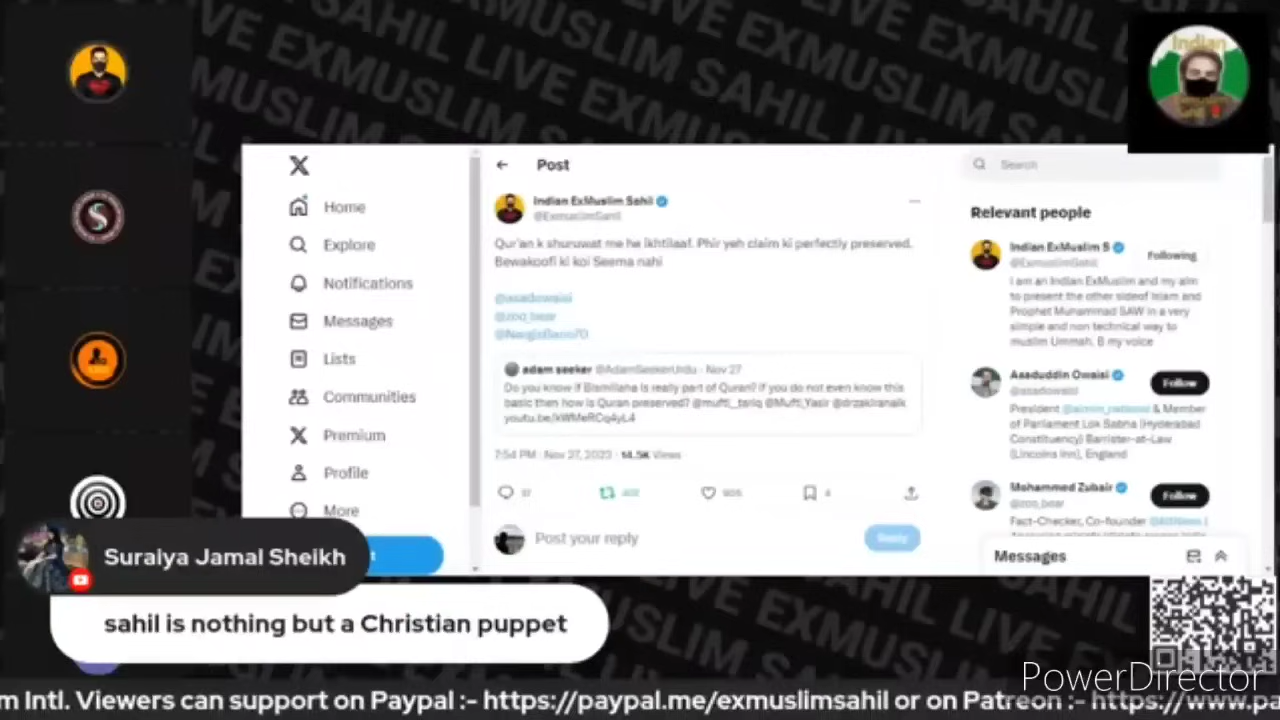 SAHIL LIVE EXMUSLIM SAHIL LIVE EXMUSLIM
Indian
X
Home
Explore
Notifications
Messages
Lists
Communities
Premium
Profile
More
Post
Indian ExMuslim Sahil
@ExmuslimSahil
Qur'an k shuruwat me he ikhtilaaf. Phir yeh claim ki perfectly preserved.
Bewakoofi ki koi Seema nahi
@asadowaisi
@zoo_bear
adam seeker @AdamSeekerUrdu · Nov 27
Do you know if Bismillaha is really part of Quran? If you do not even know this
basic then how is Quran preserved? @mufti_tariq @Mufti_Yasir @drzakiranaik
youtu.be/kWMeRCq4yL4
7:54 PM · Nov 27, 2023 · 14.5K Views
Post your reply
Reply
Search
Relevant people
Indian ExMuslim S
@ExmuslimSahil
Following
I am an Indian ExMuslim and my aim
to present the other sideof Islam and
Prophet Muhammad SAW in a very
simple and non technical way to
muslim Ummah. B my voice
Asaduddin Owaisi
@asadowaisi
Follow
President @aimim_national & Member
of Parliament Lok Sabha (Hyderabad
Constituency) Barrister-at-Law
(Lincolns Inn), England
Mohammed Zubair
@zoo_bear
Follow
Fact-Checker, Co-founder
Messages
Suraiya Jamal Sheikh
sahil is nothing but a Christian puppet
PowerDirector
m Intl. Viewers can support on Paypal :- https://paypal.me/exmuslimsahil or on Patreon :- https://www.pa